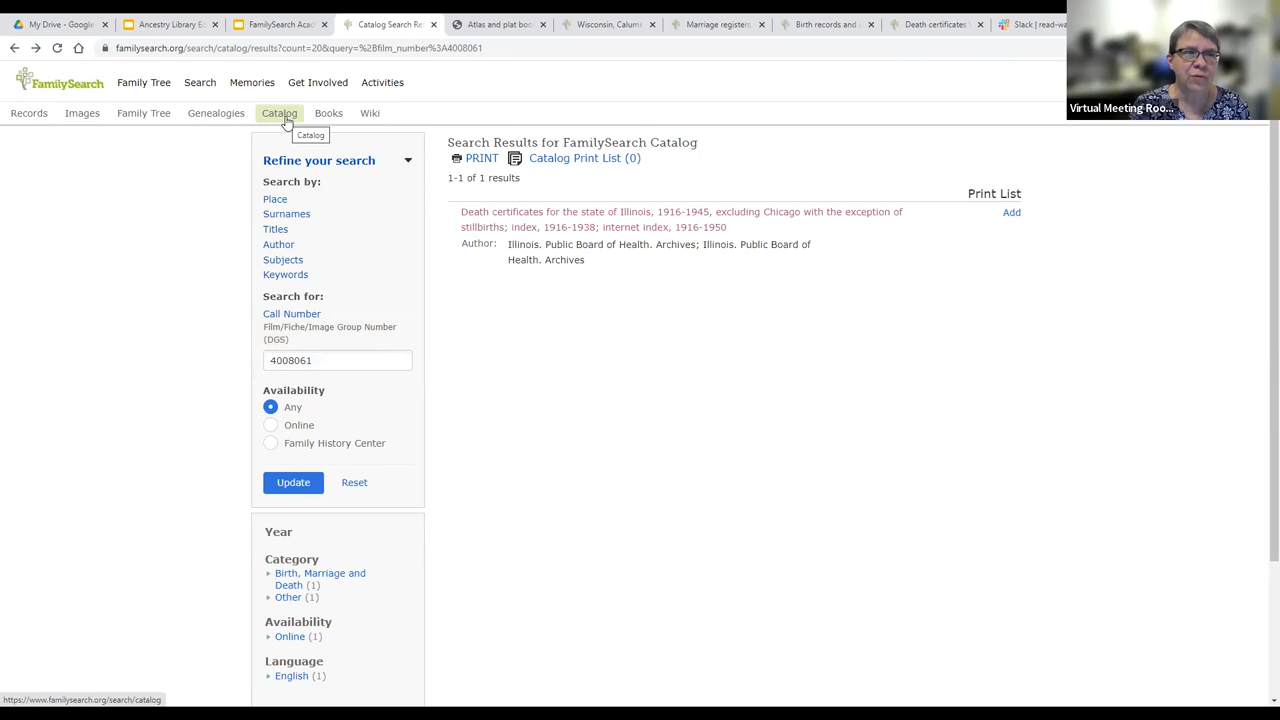 My Drive - Google
Ancestry Library E
FamilySearch Aca
Catalog Search Re
Atlas and plat boo
Wisconsin, Calume
Marriage registers,
Birth records and i
Death certificates
Slack | read-wa
familysearch.org/search/catalog/results?count=20&query=%2Bfilm_number%3A4008061
FamilySearch
Family Tree
Search
Memories
Get Involved
Activities
Virtual Meeting Roo...
Records
Images
Family Tree
Genealogies
Catalog
Books
Wiki
Catalog
Refine your search
Search by:
Place
Surnames
Titles
Author
Subjects
Keywords
Search for:
Call Number
Film/Fiche/Image Group Number
(DGS)
4008061
Availability
Any
Online
Family History Center
Update
Reset
Year
Category
Birth, Marriage and
Death (1)
Other (1)
Availability
Online (1)
Language
English (1)
Search Results for FamilySearch Catalog
PRINT
Catalog Print List (0)
1-1 of 1 results
Print List
Death certificates for the state of Illinois, 1916-1945, excluding Chicago with the exception of
stillbirths; index, 1916-1938; internet index, 1916-1950
Add
Author: Illinois. Public Board of Health. Archives; Illinois. Public Board of
Health. Archives
https://www.familysearch.org/search/catalog